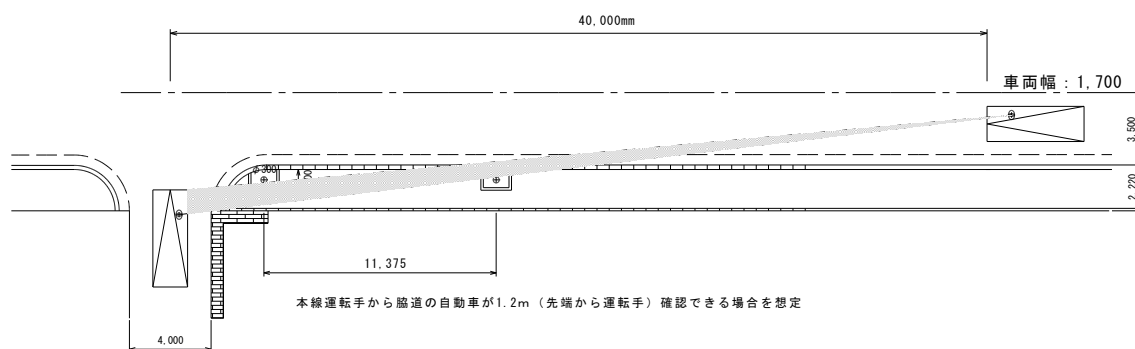 40,000mm
車両幅：1,700
3,500
φ300
2,220
11,375
本線運転手から脇道の自動車が1.2m（先端から運転手）確認できる場合を想定
4,000